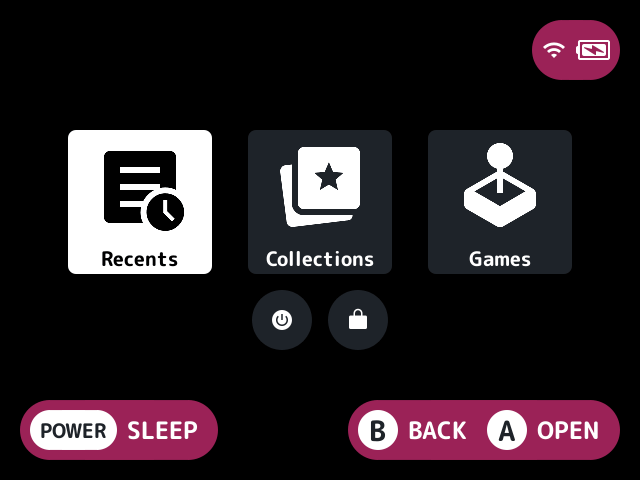 Recents
Collections
Games
POWER SLEEP
B BACK A OPEN